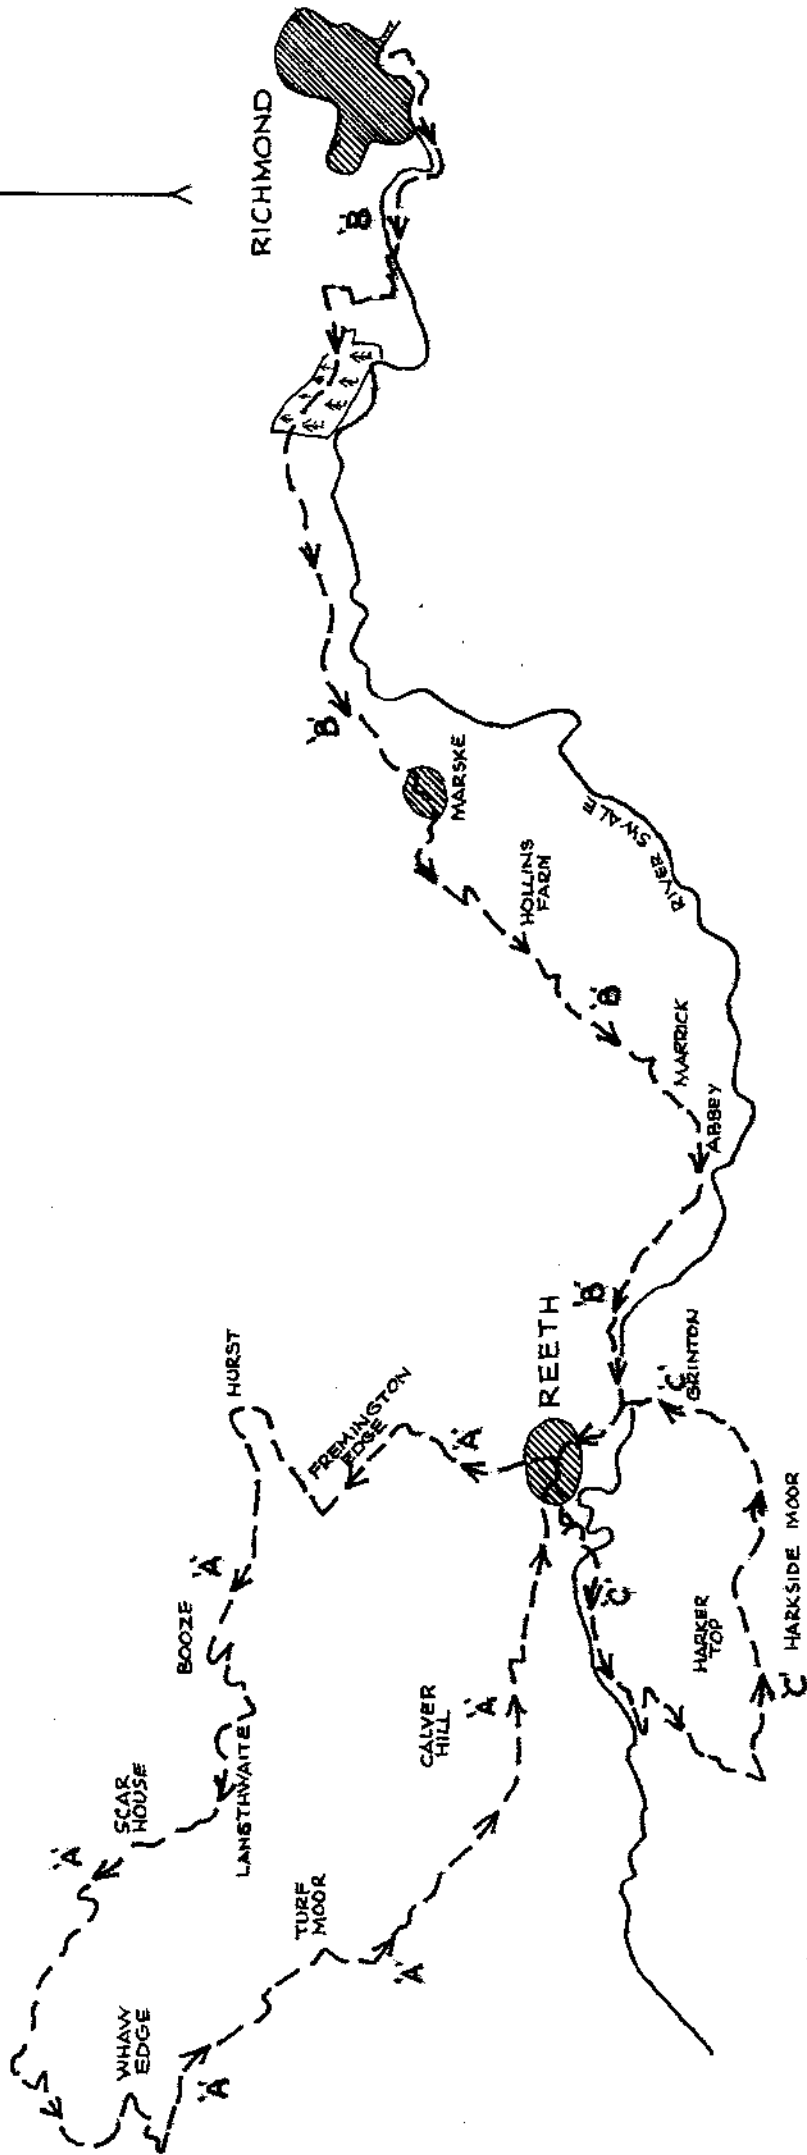 RICHMOND
'B'
'B'
MARSKE
HOLLINS
FARM
RIVER SWALE
'B'
MARRICK
ABBEY
'B'
REETH
GRINTON
'C'
HURST
FREMINGTON
EDGE
'A'
'A'
BOOZE
LANGTHWAITE
SCAR
HOUSE
'A'
WHAW
EDGE
'A'
TURF
MOOR
'A'
CALVER
HILL
'A'
'C'
HARKER
TOP
HARKSIDE MOOR
'C'